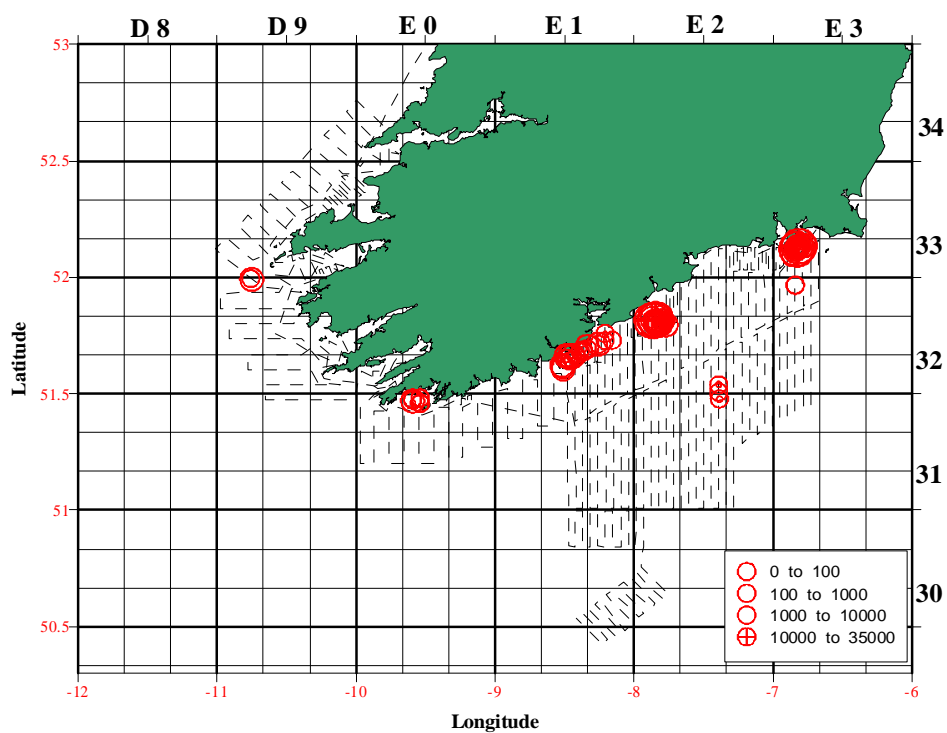 D 8 D 9 E 0 E 1 E 2 E 3
53
34
52.5
33
52
32
51.5
31
51
30
50.5
Latitude
0 to 100
100 to 1000
1000 to 10000
10000 to 35000
-12 -11 -10 -9 -8 -7 -6
Longitude